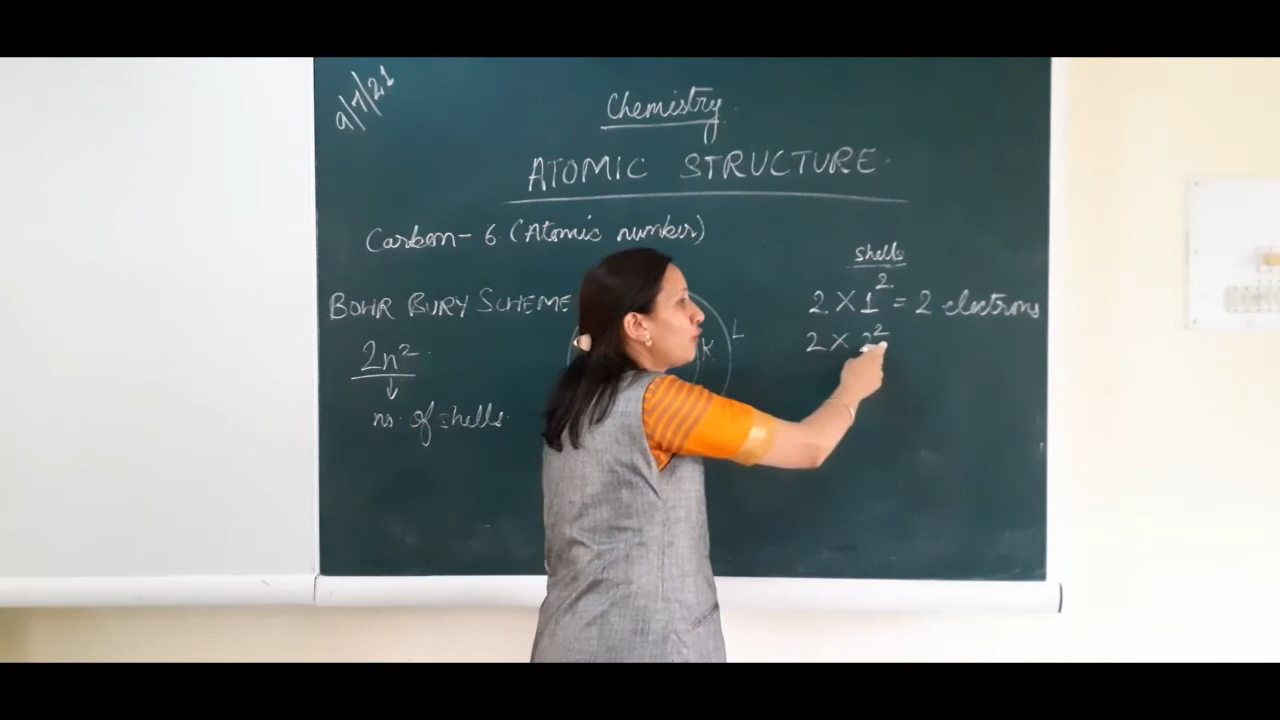 9/7/21
Chemistry
ATOMIC STRUCTURE
Carbon- 6 (Atomic number)
BOHR BURY SCHEME
2n²
↓
no. of shells.
K
L
Shells
2 X 1² = 2 electrons
2 X 2²